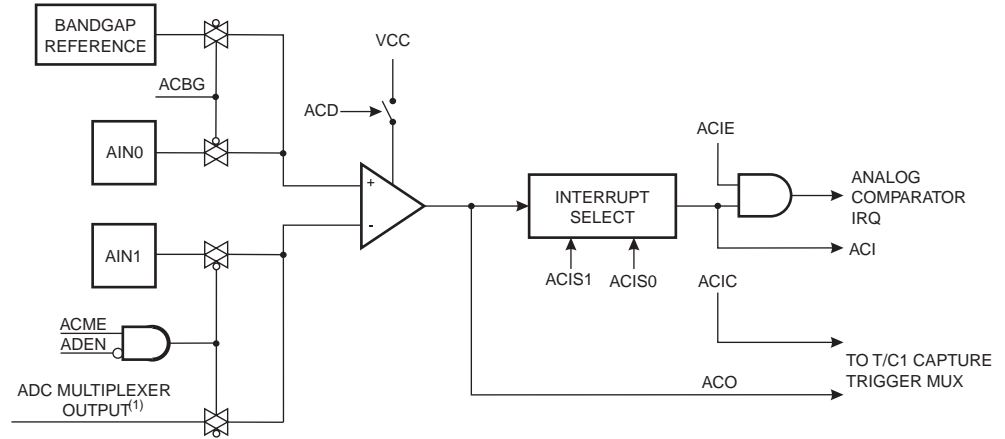 BANDGAP
REFERENCE
ACBG
AIN0
VCC
ACD
+
-
AIN1
ACME
ADEN
ADC MULTIPLEXER
OUTPUT(1)
INTERRUPT
SELECT
ACIS1
ACIS0
ACIE
ANALOG
COMPARATOR
IRQ
ACI
ACIC
TO T/C1 CAPTURE
TRIGGER MUX
ACO